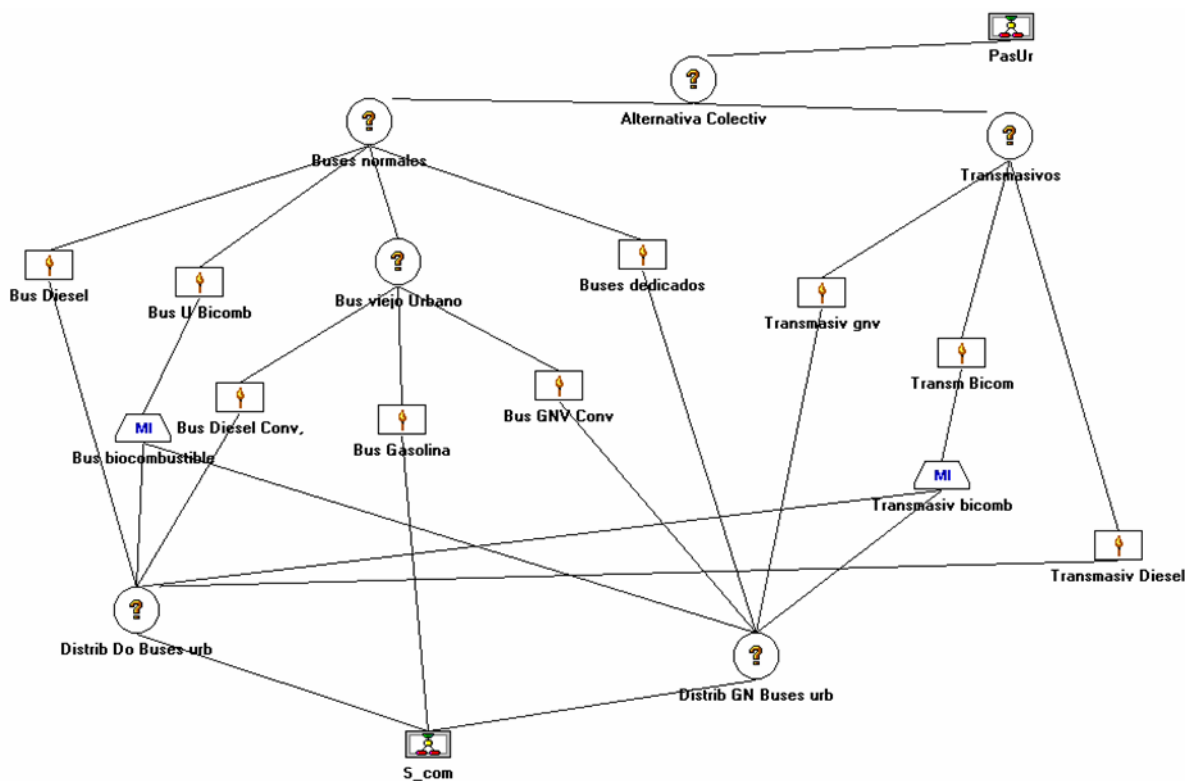 PasUr
Alternativa Colectiv
Buses normales
Transmasivos
Bus Diesel
Bus U Bicomb
Bus viejo Urbano
Buses dedicados
Transmasiv gnv
Transm Bicom
Bus Diesel Conv,
Bus Gasolina
Bus GNV Conv
MI
Bus biocombustible
MI
Transmasiv bicomb
Transmasiv Diesel
Distrib Do Buses urb
Distrib GN Buses urb
S_com